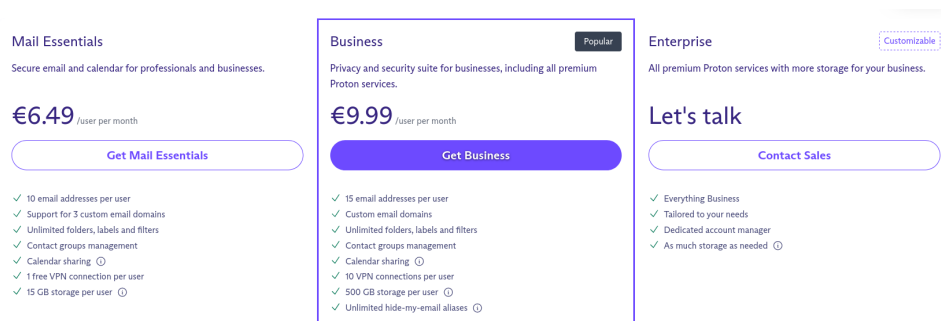 Mail Essentials
Secure email and calendar for professionals and businesses.
€6.49 /user per month
Get Mail Essentials
10 email addresses per user
Support for 3 custom email domains
Unlimited folders, labels and filters
Contact groups management
Calendar sharing
1 free VPN connection per user
15 GB storage per user
Business
Popular
Privacy and security suite for businesses, including all premium
Proton services.
€9.99 /user per month
Get Business
15 email addresses per user
Custom email domains
Unlimited folders, labels and filters
Contact groups management
Calendar sharing
10 VPN connections per user
500 GB storage per user
Unlimited hide-my-email aliases
Enterprise
Customizable
All premium Proton services with more storage for your business.
Let's talk
Contact Sales
Everything Business
Tailored to your needs
Dedicated account manager
As much storage as needed